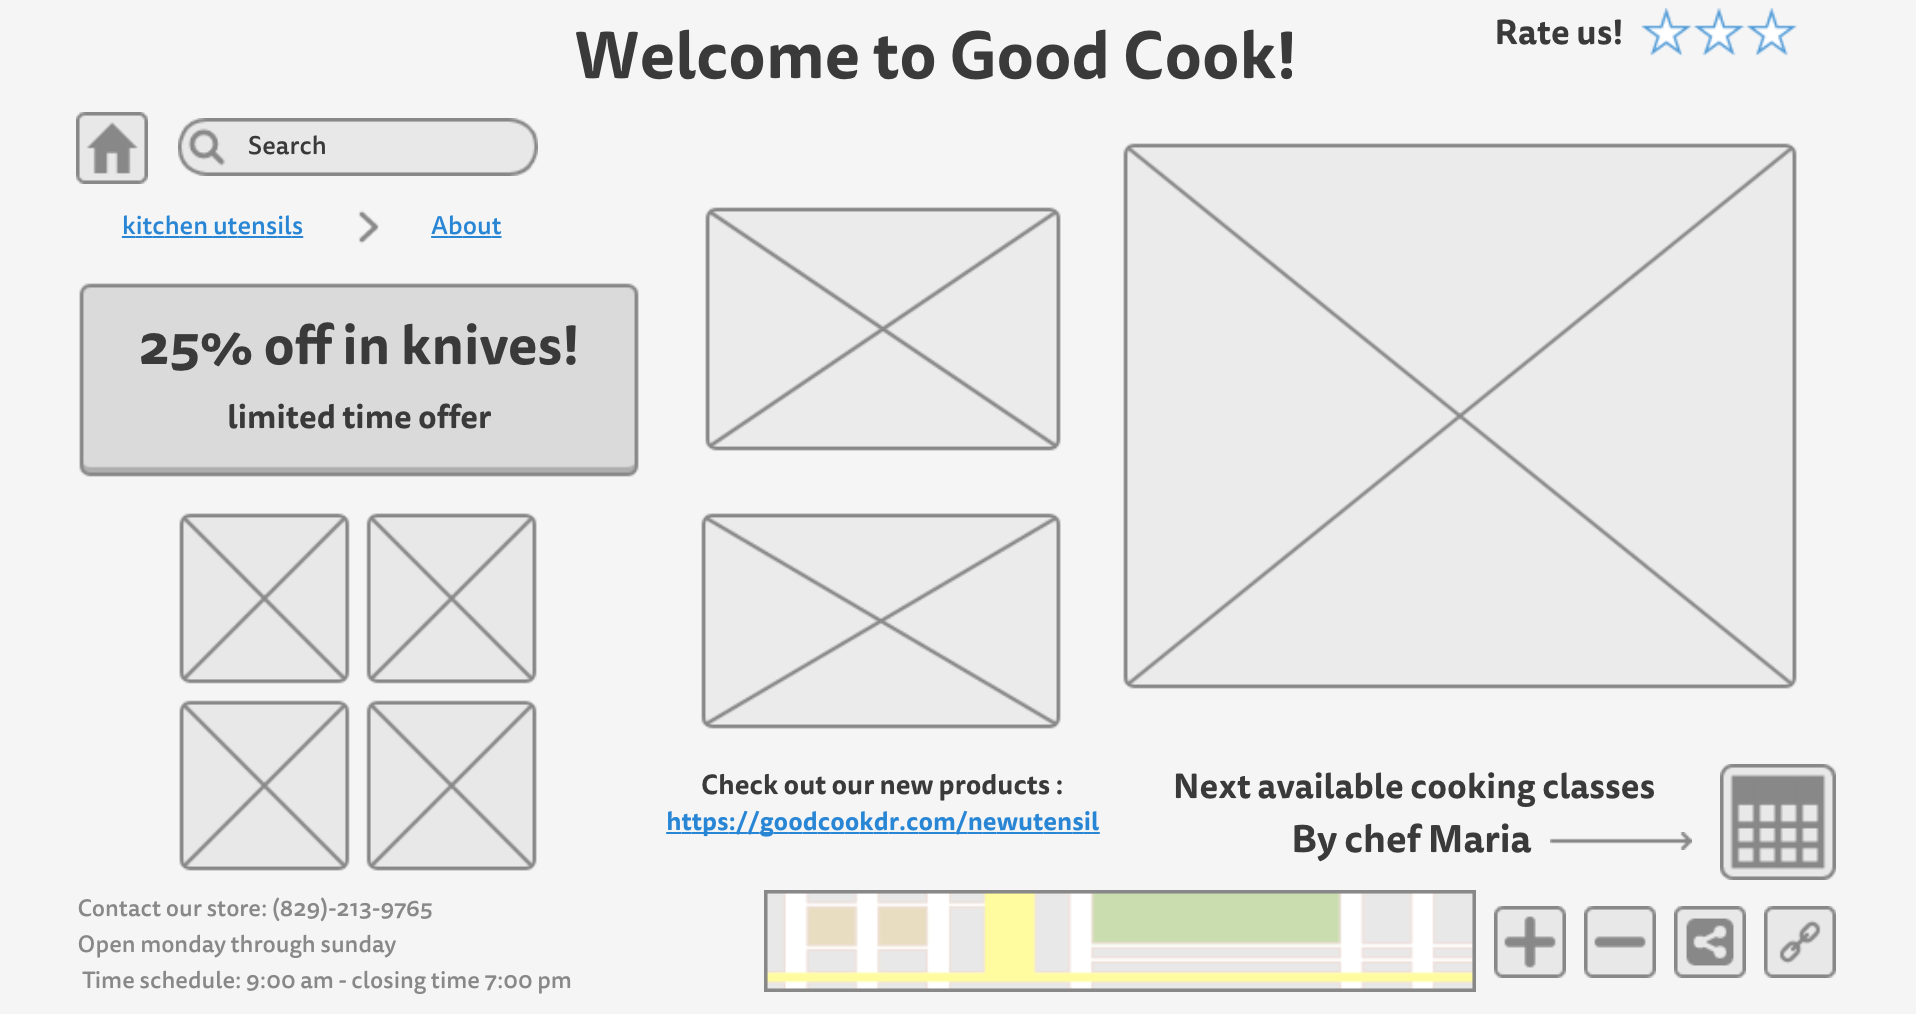 Welcome to Good Cook!
Rate us!
Search
kitchen utensils
About
25% off in knives!
limited time offer
Check out our new products :
https://goodcookdr.com/newutensil
Next available cooking classes
By chef Maria
Contact our store: (829)-213-9765
Open monday through sunday
Time schedule: 9:00 am - closing time 7:00 pm